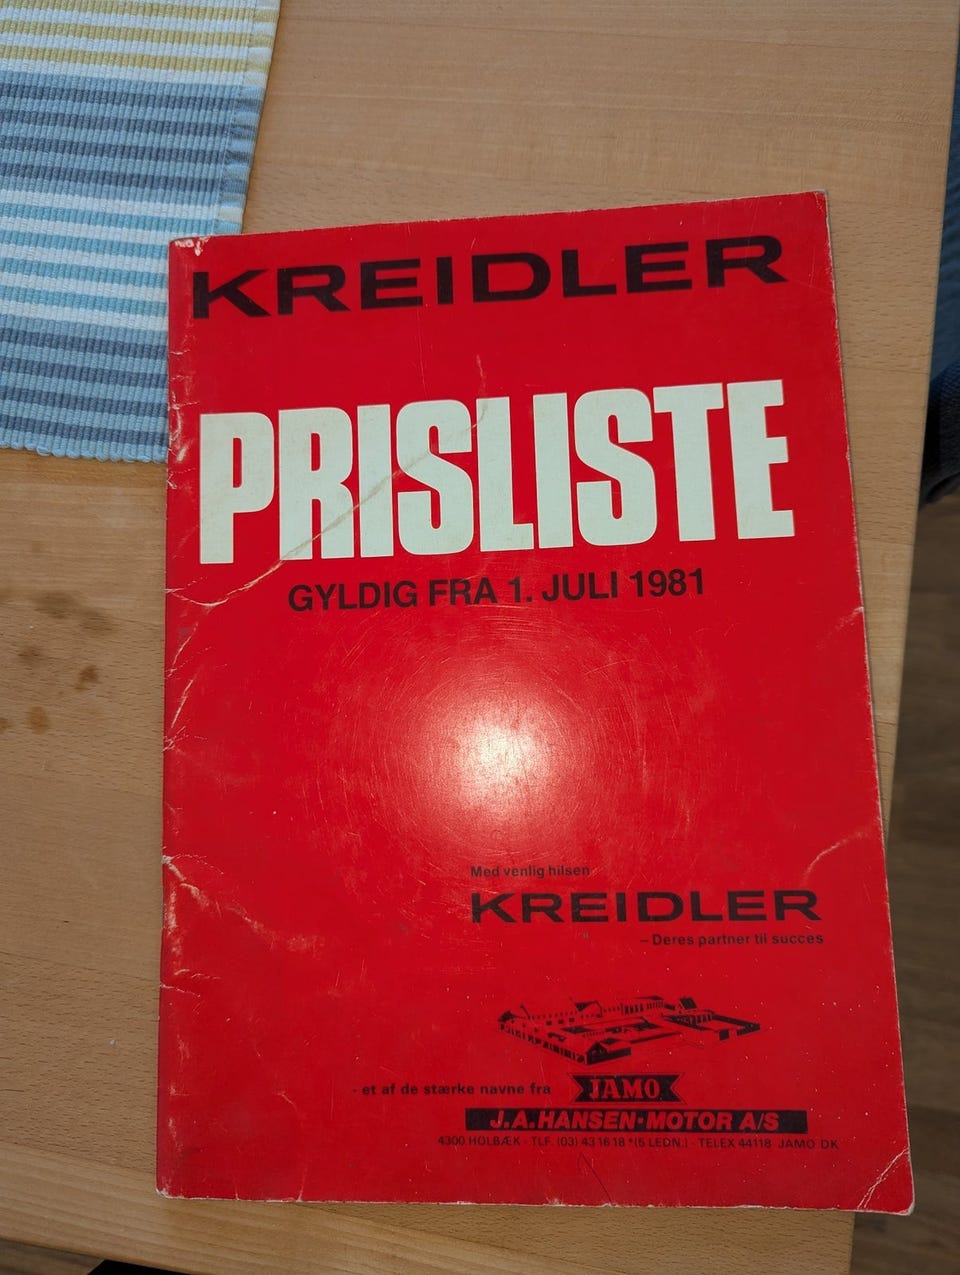 KREIDLER
PRISLISTE
GYLDIG FRA 1. JULI 1981
Med venlig hilsen
KREIDLER
– Deres partner til succes
- et af de stærke navne fra JAMO
J.A. HANSEN·MOTOR A/S
4300 HOLBÆK - TLF. (03) 43 16 18 *(5 LEDN.) - TELEX 44118 JAMO DK